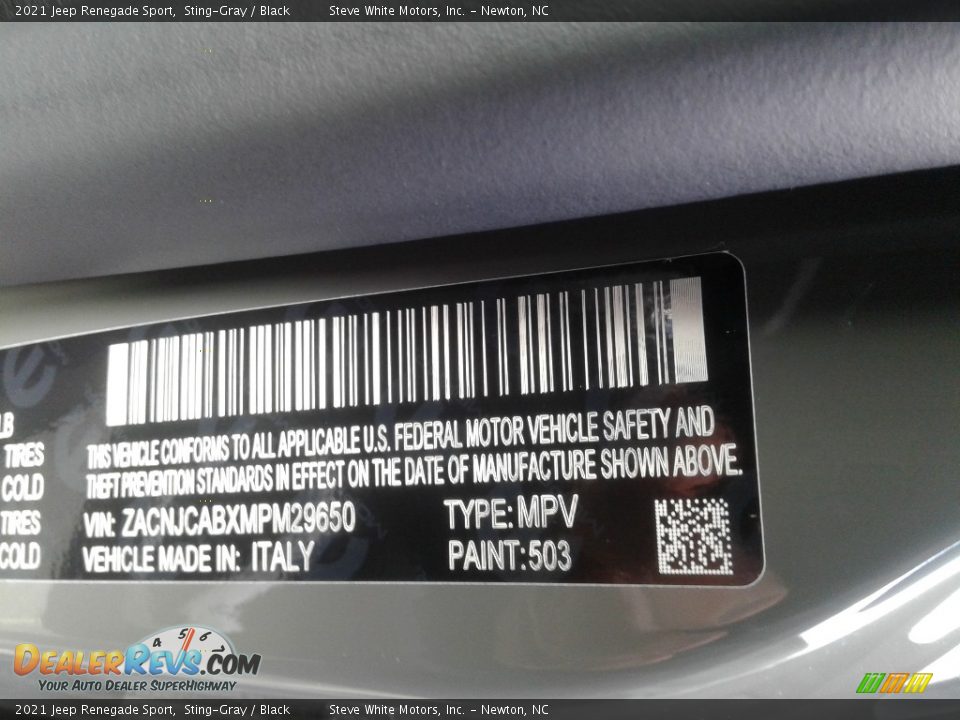 2021 Jeep Renegade Sport, Sting-Gray / Black Steve White Motors, Inc. - Newton, NC
LB
TIRES
COLD
TIRES
COLD
THIS VEHICLE CONFORMS TO ALL APPLICABLE U.S. FEDERAL MOTOR VEHICLE SAFETY AND
THEFT PREVENTION STANDARDS IN EFFECT ON THE DATE OF MANUFACTURE SHOWN ABOVE.
VIN: ZACNJCABXMPM29650 TYPE: MPV
VEHICLE MADE IN: ITALY PAINT: 503
4 5 6
DEALERREVS.COM
YOUR AUTO DEALER SUPERHIGHWAY
2021 Jeep Renegade Sport, Sting-Gray / Black Steve White Motors, Inc. - Newton, NC